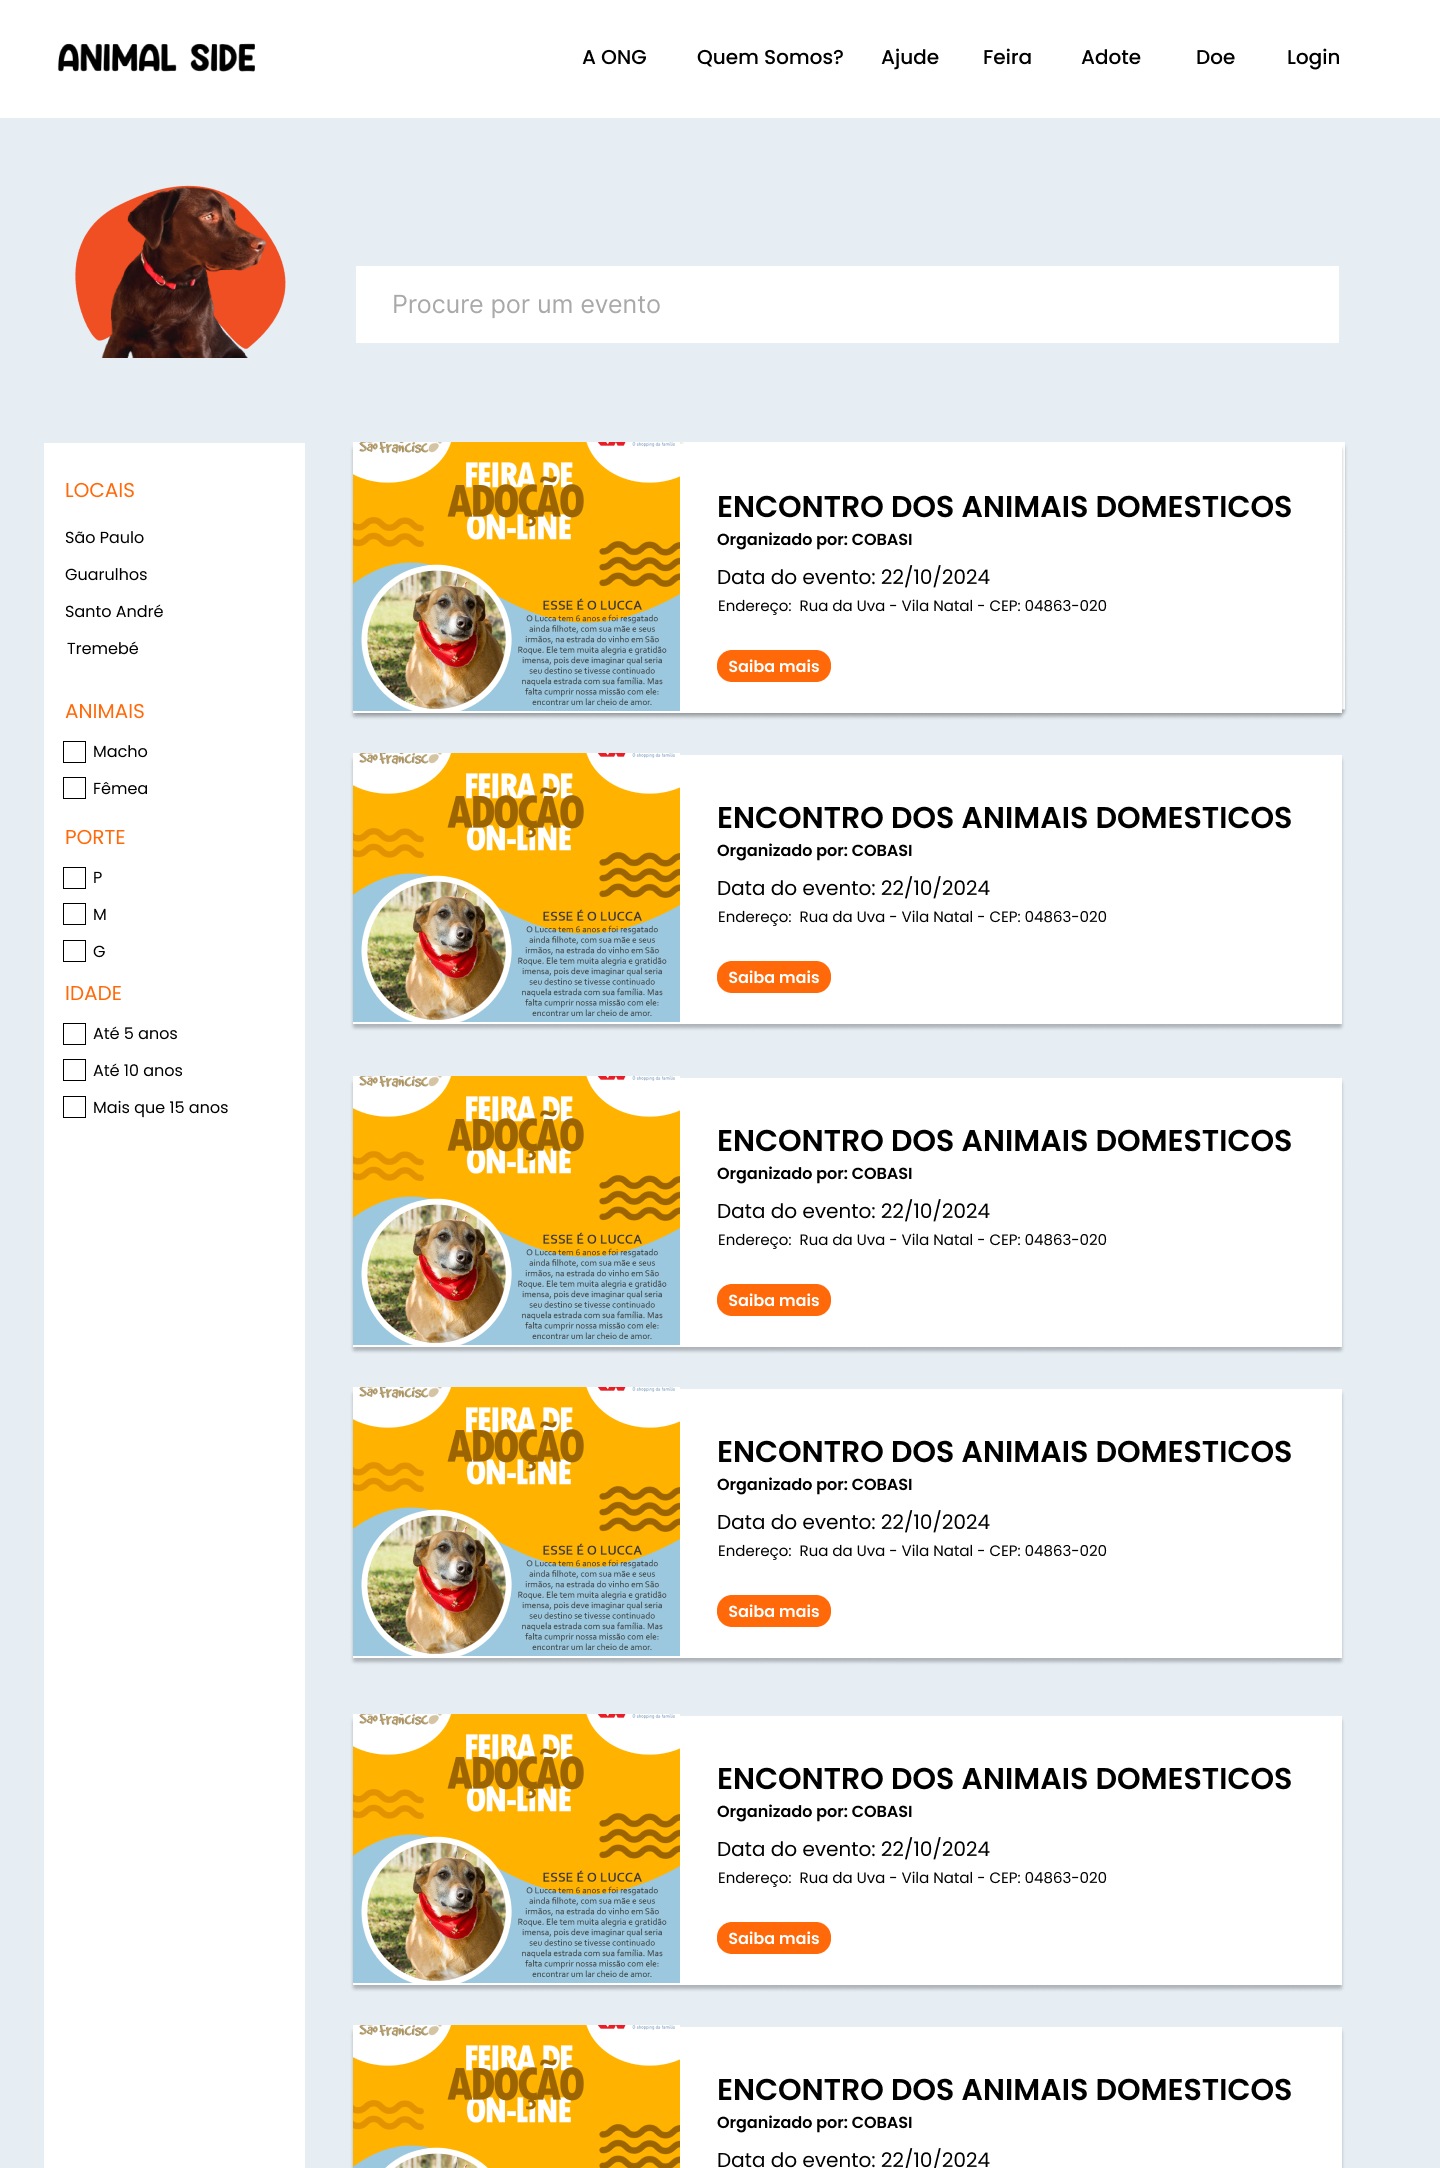 ANIMAL SIDE
A ONG Quem Somos? Ajude Feira Adote Doe Login
Procure por um evento
LOCAIS
São Paulo
Guarulhos
Santo André
Tremebé
ANIMAIS
Macho
Fêmea
PORTE
P
M
G
IDADE
Até 5 anos
Até 10 anos
Mais que 15 anos
São Francisco
O shopping da família
FEIRA DE
ADOÇÃO
ON-LINE
ESSE É O LUCCA
O Lucca tem 6 anos e foi resgatado
ainda filhote, com sua mãe e seus
irmãos, na estrada do vinho em São
Roque. Ele tem muita alegria e gratidão
imensa, pois deve imaginar qual seria
seu destino se tivesse continuado
naquela estrada com sua família. Mas
falta cumprir nossa missão com ele:
encontrar um lar cheio de amor.
ENCONTRO DOS ANIMAIS DOMESTICOS
Organizado por: COBASI
Data do evento: 22/10/2024
Endereço: Rua da Uva - Vila Natal - CEP: 04863-020
Saiba mais
São Francisco
O shopping da família
FEIRA DE
ADOÇÃO
ON-LINE
ESSE É O LUCCA
O Lucca tem 6 anos e foi resgatado
ainda filhote, com sua mãe e seus
irmãos, na estrada do vinho em São
Roque. Ele tem muita alegria e gratidão
imensa, pois deve imaginar qual seria
seu destino se tivesse continuado
naquela estrada com sua família. Mas
falta cumprir nossa missão com ele:
encontrar um lar cheio de amor.
ENCONTRO DOS ANIMAIS DOMESTICOS
Organizado por: COBASI
Data do evento: 22/10/2024
Endereço: Rua da Uva - Vila Natal - CEP: 04863-020
Saiba mais
São Francisco
O shopping da família
FEIRA DE
ADOÇÃO
ON-LINE
ESSE É O LUCCA
O Lucca tem 6 anos e foi resgatado
ainda filhote, com sua mãe e seus
irmãos, na estrada do vinho em São
Roque. Ele tem muita alegria e gratidão
imensa, pois deve imaginar qual seria
seu destino se tivesse continuado
naquela estrada com sua família. Mas
falta cumprir nossa missão com ele:
encontrar um lar cheio de amor.
ENCONTRO DOS ANIMAIS DOMESTICOS
Organizado por: COBASI
Data do evento: 22/10/2024
Endereço: Rua da Uva - Vila Natal - CEP: 04863-020
Saiba mais
São Francisco
O shopping da família
FEIRA DE
ADOÇÃO
ON-LINE
ESSE É O LUCCA
O Lucca tem 6 anos e foi resgatado
ainda filhote, com sua mãe e seus
irmãos, na estrada do vinho em São
Roque. Ele tem muita alegria e gratidão
imensa, pois deve imaginar qual seria
seu destino se tivesse continuado
naquela estrada com sua família. Mas
falta cumprir nossa missão com ele:
encontrar um lar cheio de amor.
ENCONTRO DOS ANIMAIS DOMESTICOS
Organizado por: COBASI
Data do evento: 22/10/2024
Endereço: Rua da Uva - Vila Natal - CEP: 04863-020
Saiba mais
São Francisco
O shopping da família
FEIRA DE
ADOÇÃO
ON-LINE
ESSE É O LUCCA
O Lucca tem 6 anos e foi resgatado
ainda filhote, com sua mãe e seus
irmãos, na estrada do vinho em São
Roque. Ele tem muita alegria e gratidão
imensa, pois deve imaginar qual seria
seu destino se tivesse continuado
naquela estrada com sua família. Mas
falta cumprir nossa missão com ele:
encontrar um lar cheio de amor.
ENCONTRO DOS ANIMAIS DOMESTICOS
Organizado por: COBASI
Data do evento: 22/10/2024
Endereço: Rua da Uva - Vila Natal - CEP: 04863-020
Saiba mais
São Francisco
O shopping da família
FEIRA DE
ADOÇÃO
ON-LINE
ENCONTRO DOS ANIMAIS DOMESTICOS
Organizado por: COBASI
Data do evento: 22/10/2024